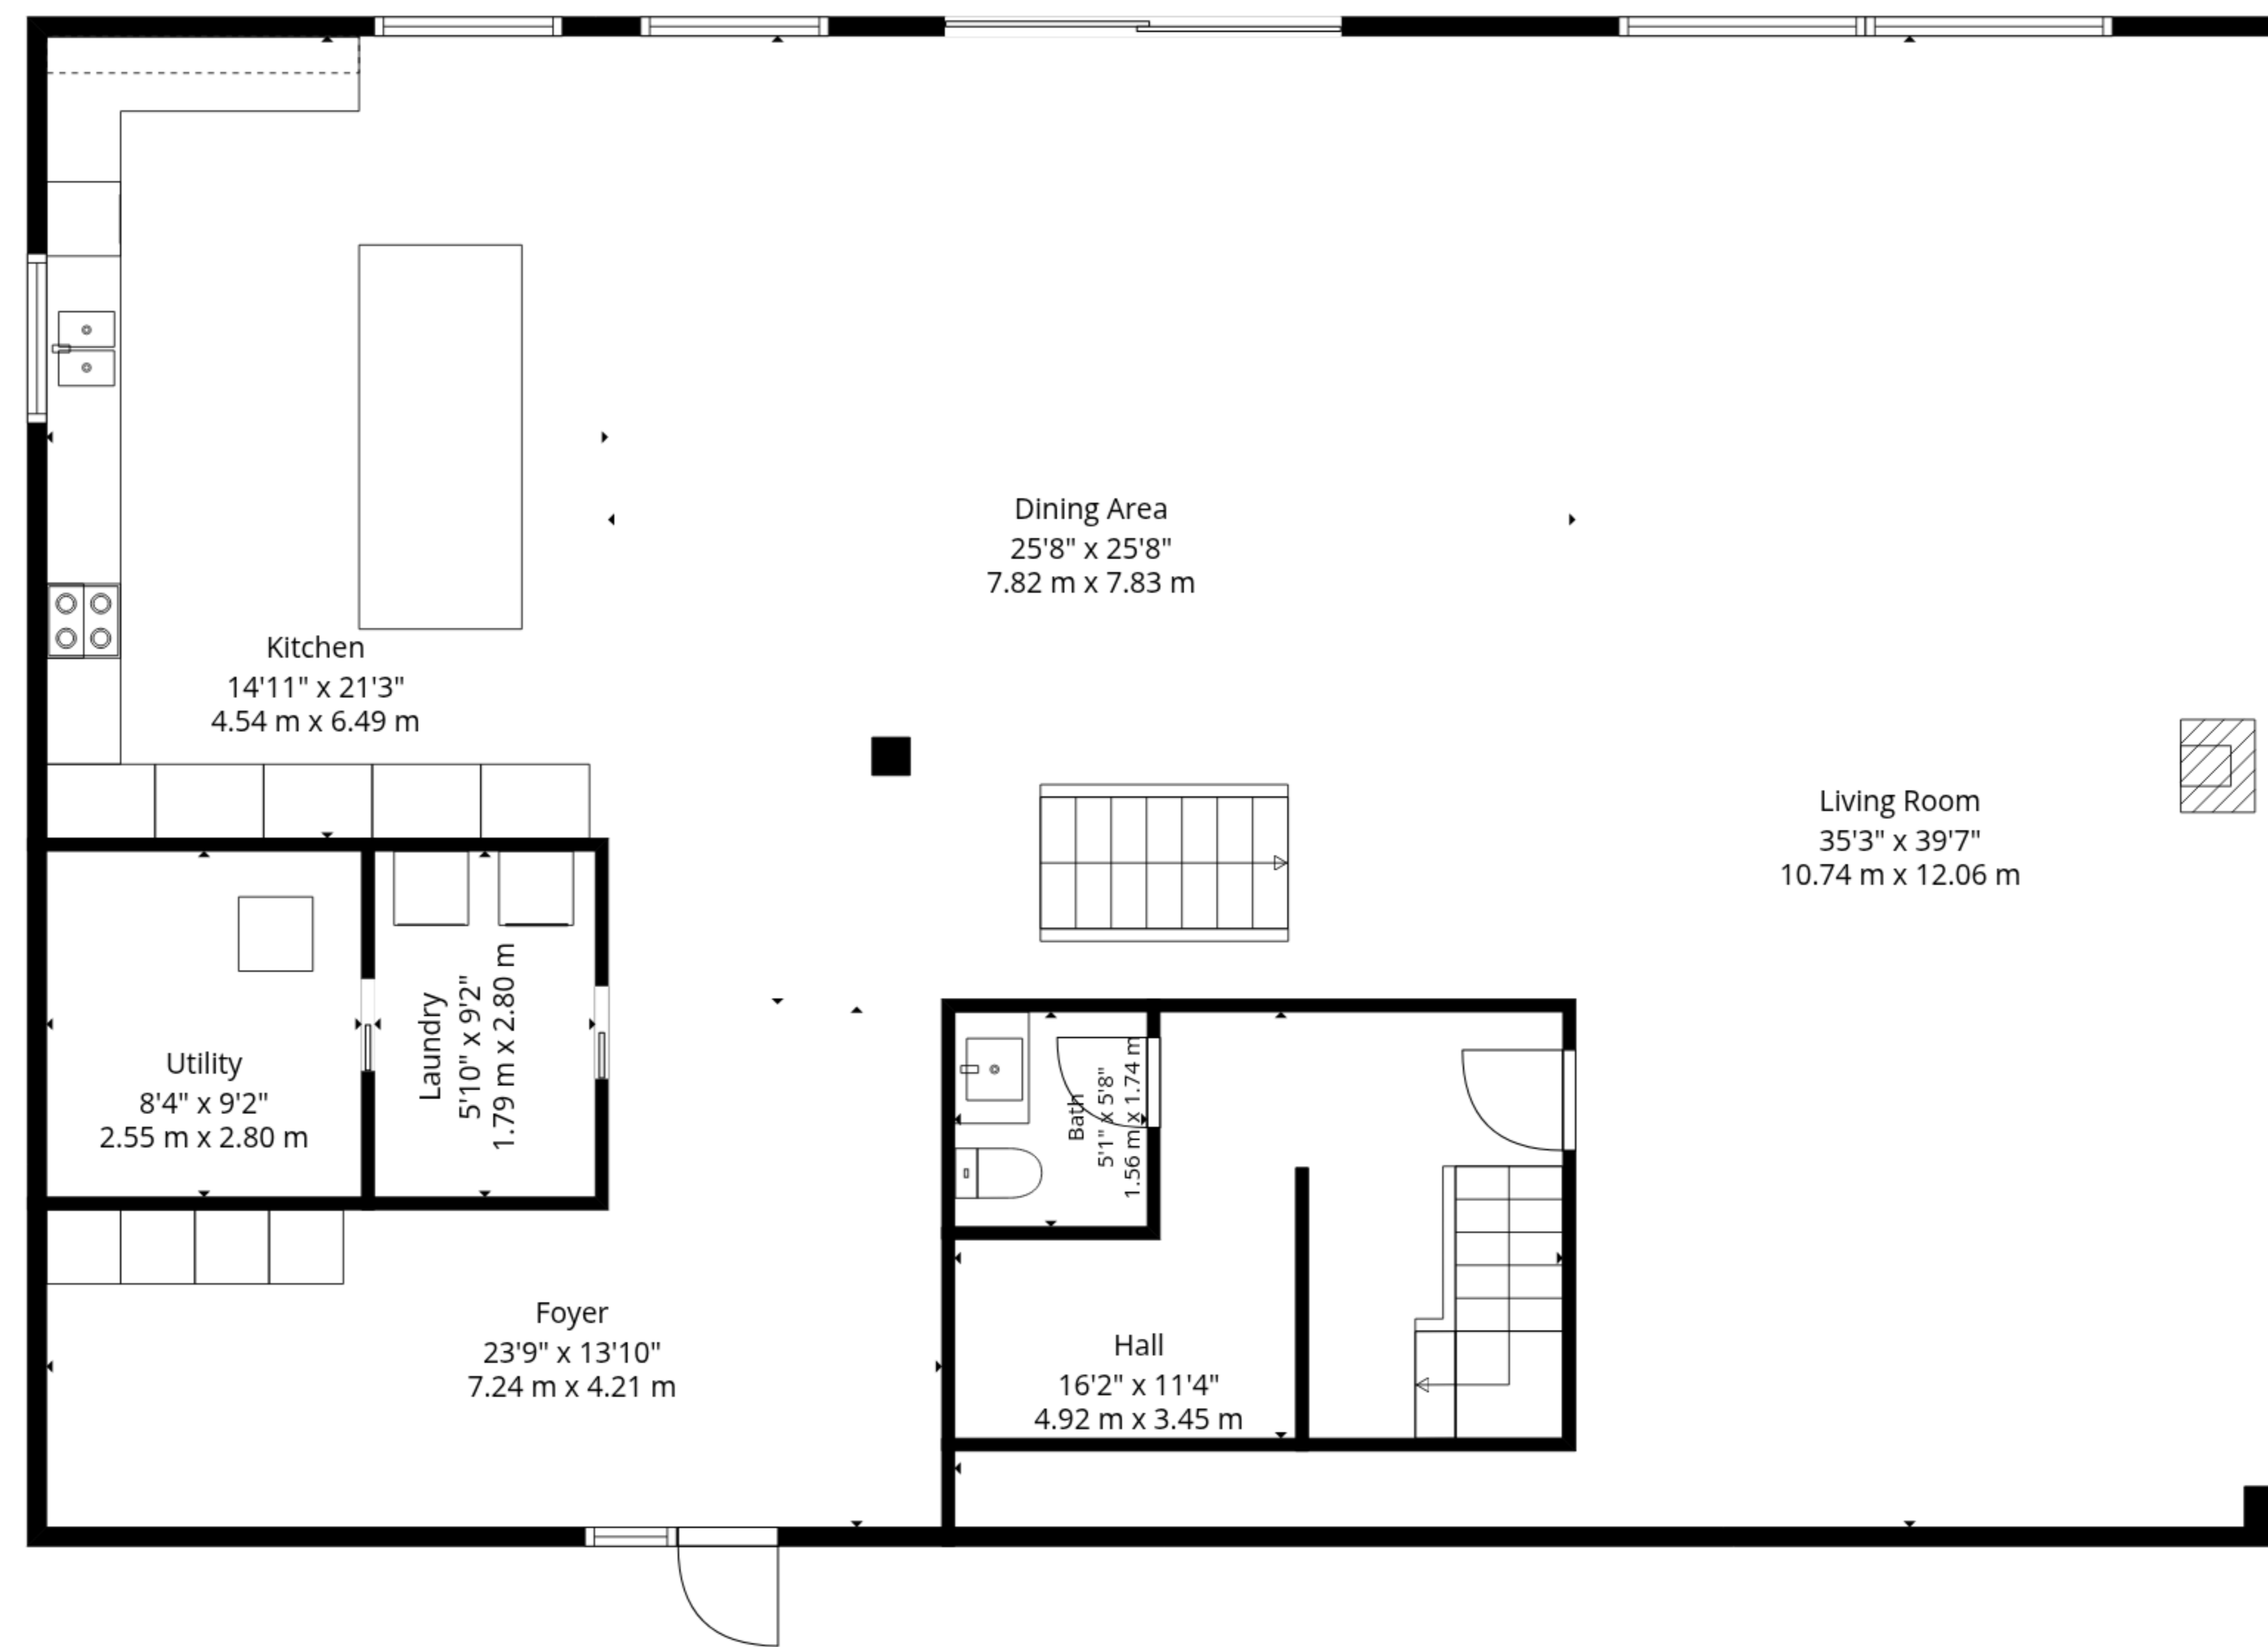 Dining Area
25'8" x 25'8"
7.82 m x 7.83 m
Kitchen
14'11" x 21'3"
4.54 m x 6.49 m
Living Room
35'3" x 39'7"
10.74 m x 12.06 m
Utility
8'4" x 9'2"
2.55 m x 2.80 m
Laundry
5'10" x 9'2"
1.79 m x 2.80 m
Bath
5'1" x 5'8"
1.56 m x 1.74 m
Foyer
23'9" x 13'10"
7.24 m x 4.21 m
Hall
16'2" x 11'4"
4.92 m x 3.45 m